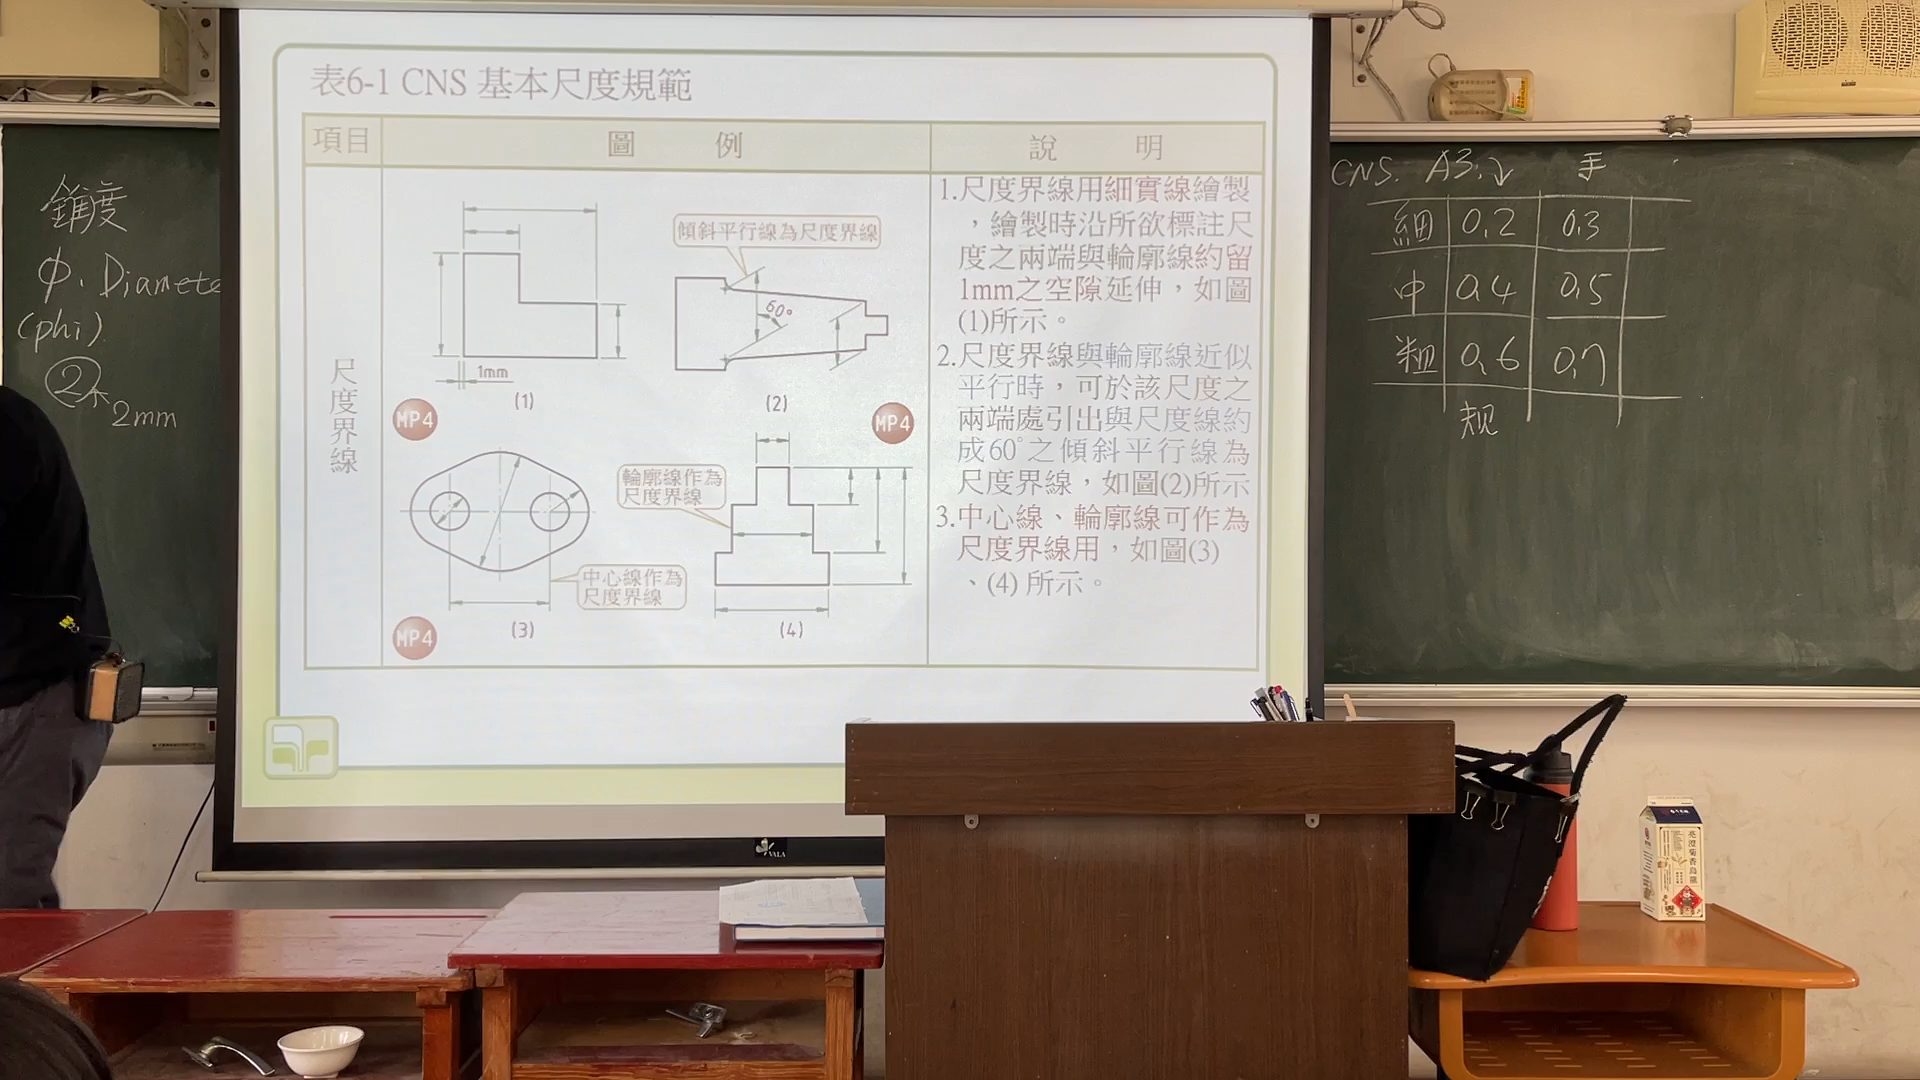 表6-1 CNS 基本尺度規範
項目
圖 例
說 明
尺度界線
1mm
(1)
傾斜平行線為尺度界線
60°
(2)
MP4
MP4
(3)
中心線作為
尺度界線
MP4
輪廓線作為
尺度界線
(4)
1.尺度界線用細實線繪製
，繪製時沿所欲標註尺
度之兩端與輪廓線約留
1mm之空隙延伸，如圖
(1)所示。
2.尺度界線與輪廓線近似
平行時，可於該尺度之
兩端處引出與尺度線約
成60°之傾斜平行線為
尺度界線，如圖(2)所示
3.中心線、輪廓線可作為
尺度界線用，如圖(3)
、(4) 所示。
錐度
Φ. Diamete
(phi)
2
2mm
CNS. A3.↓ 手
細 0.2 0.3
中 0.4 0.5
粗 0.6 0.7
規
VALA